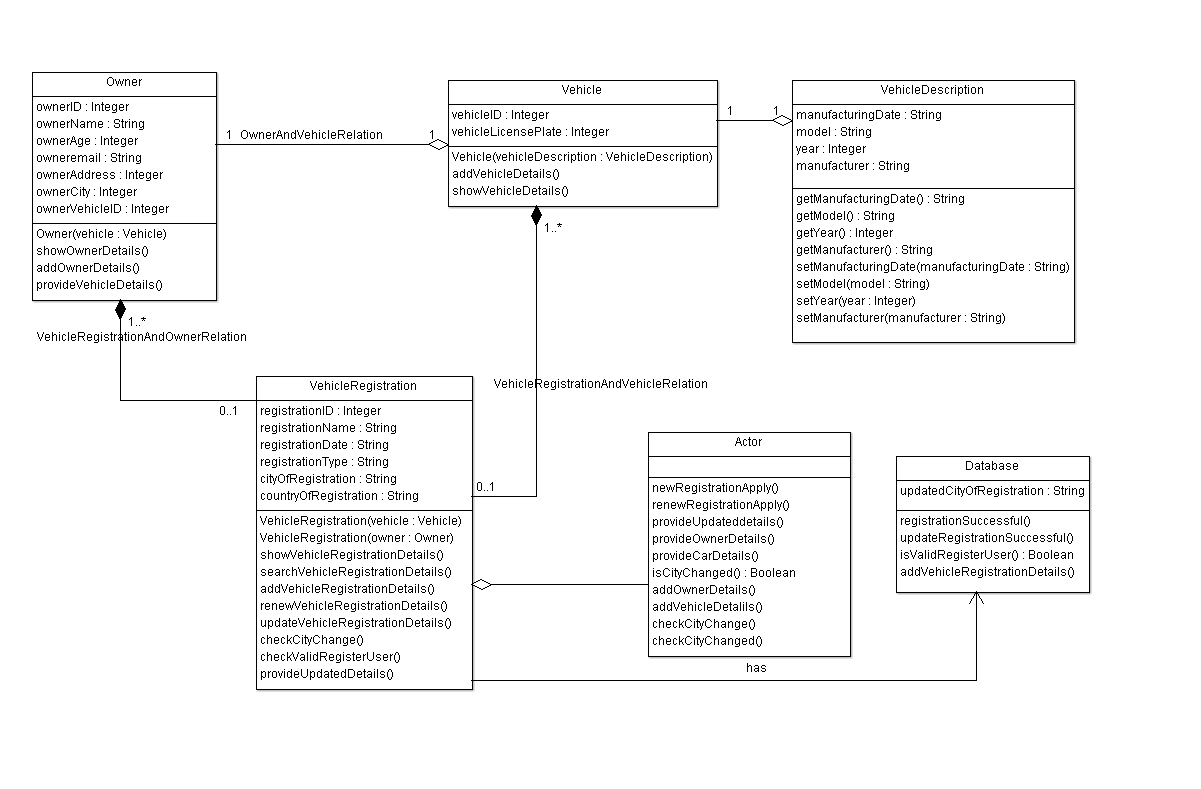 Owner
ownerID : Integer
ownerName : String
ownerAge : Integer
owneremail : String
ownerAddress : Integer
ownerCity : Integer
ownerVehicleID : Integer
Owner(vehicle : Vehicle)
showOwnerDetails()
addOwnerDetails()
provideVehicleDetails()
1 OwnerAndVehicleRelation 1
Vehicle
vehicleID : Integer
vehicleLicensePlate : Integer
Vehicle(vehicleDescription : VehicleDescription)
addVehicleDetails()
showVehicleDetails()
1 1
VehicleDescription
manufacturingDate : String
model : String
year : Integer
manufacturer : String
getManufacturingDate() : String
getModel() : String
getYear() : Integer
getManufacturer() : String
setManufacturingDate(manufacturingDate : String)
setModel(model : String)
setYear(year : Integer)
setManufacturer(manufacturer : String)
1..*
VehicleRegistrationAndOwnerRelation
0..1
1..*
VehicleRegistrationAndVehicleRelation
0..1
VehicleRegistration
registrationID : Integer
registrationName : String
registrationDate : String
registrationType : String
cityOfRegistration : String
countryOfRegistration : String
VehicleRegistration(vehicle : Vehicle)
VehicleRegistration(owner : Owner)
showVehicleRegistrationDetails()
searchVehicleRegistrationDetails()
addVehicleRegistrationDetails()
renewVehicleRegistrationDetails()
updateVehicleRegistrationDetails()
checkCityChange()
checkValidRegisterUser()
provideUpdatedDetails()
Actor
newRegistrationApply()
renewRegistrationApply()
provideUpdateddetails()
provideOwnerDetails()
provideCarDetails()
isCityChanged() : Boolean
addOwnerDetails()
addVehicleDetalils()
checkCityChange()
checkCityChanged()
has
Database
updatedCityOfRegistration : String
registrationSuccessful()
updateRegistrationSuccessful()
isValidRegisterUser() : Boolean
addVehicleRegistrationDetails()